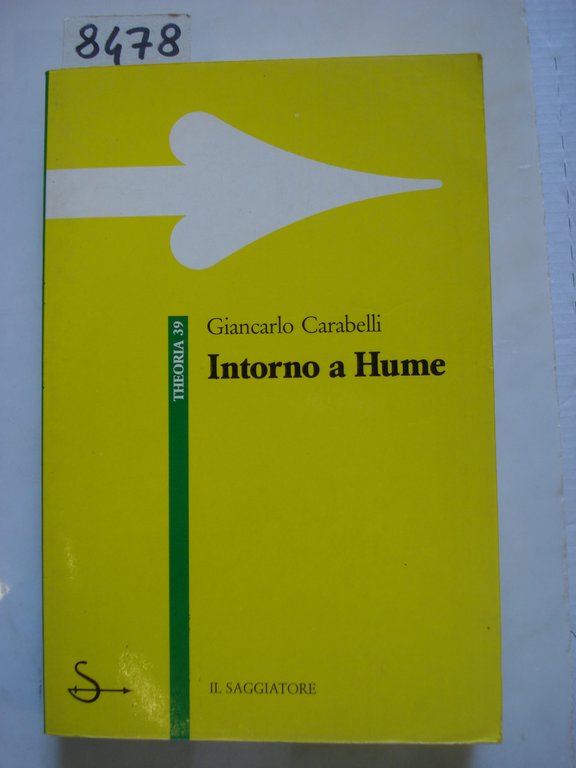 8478
THEORIA 39
Giancarlo Carabelli
Intorno a Hume
IL SAGGIATORE